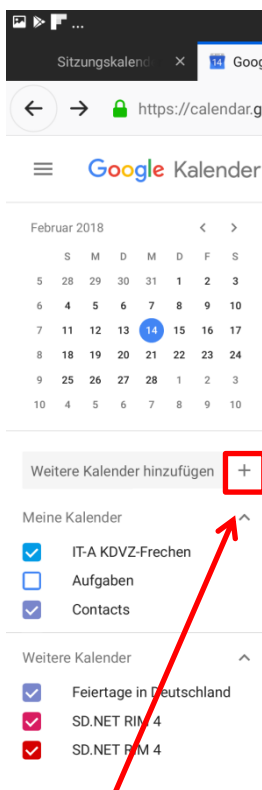 Sitzungskalend ×
14 Goog
https://calendar.g
Google Kalender
Februar 2018 < >
S M D M D F S
5 28 29 30 31 1 2 3
6 4 5 6 7 8 9 10
7 11 12 13 14 15 16 17
8 18 19 20 21 22 23 24
9 25 26 27 28 1 2 3
10 4 5 6 7 8 9 10
Weitere Kalender hinzufügen +
Meine Kalender
IT-A KDVZ-Frechen
Aufgaben
Contacts
Weitere Kalender
Feiertage in Deutschland
SD.NET RIM 4
SD.NET RIM 4